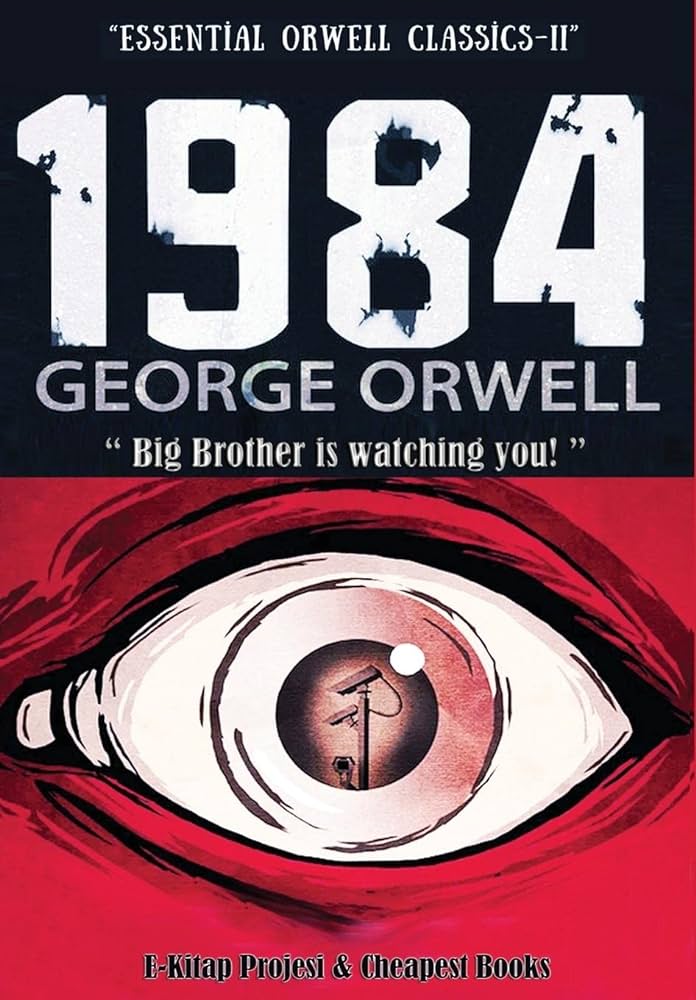 “ESSENTİAL ORWELL CLASSİCS-II”
1984
GEORGE ORWELL
“ Big Brother is watching you! ”
E-Kitap Projesi & Cheapest Books